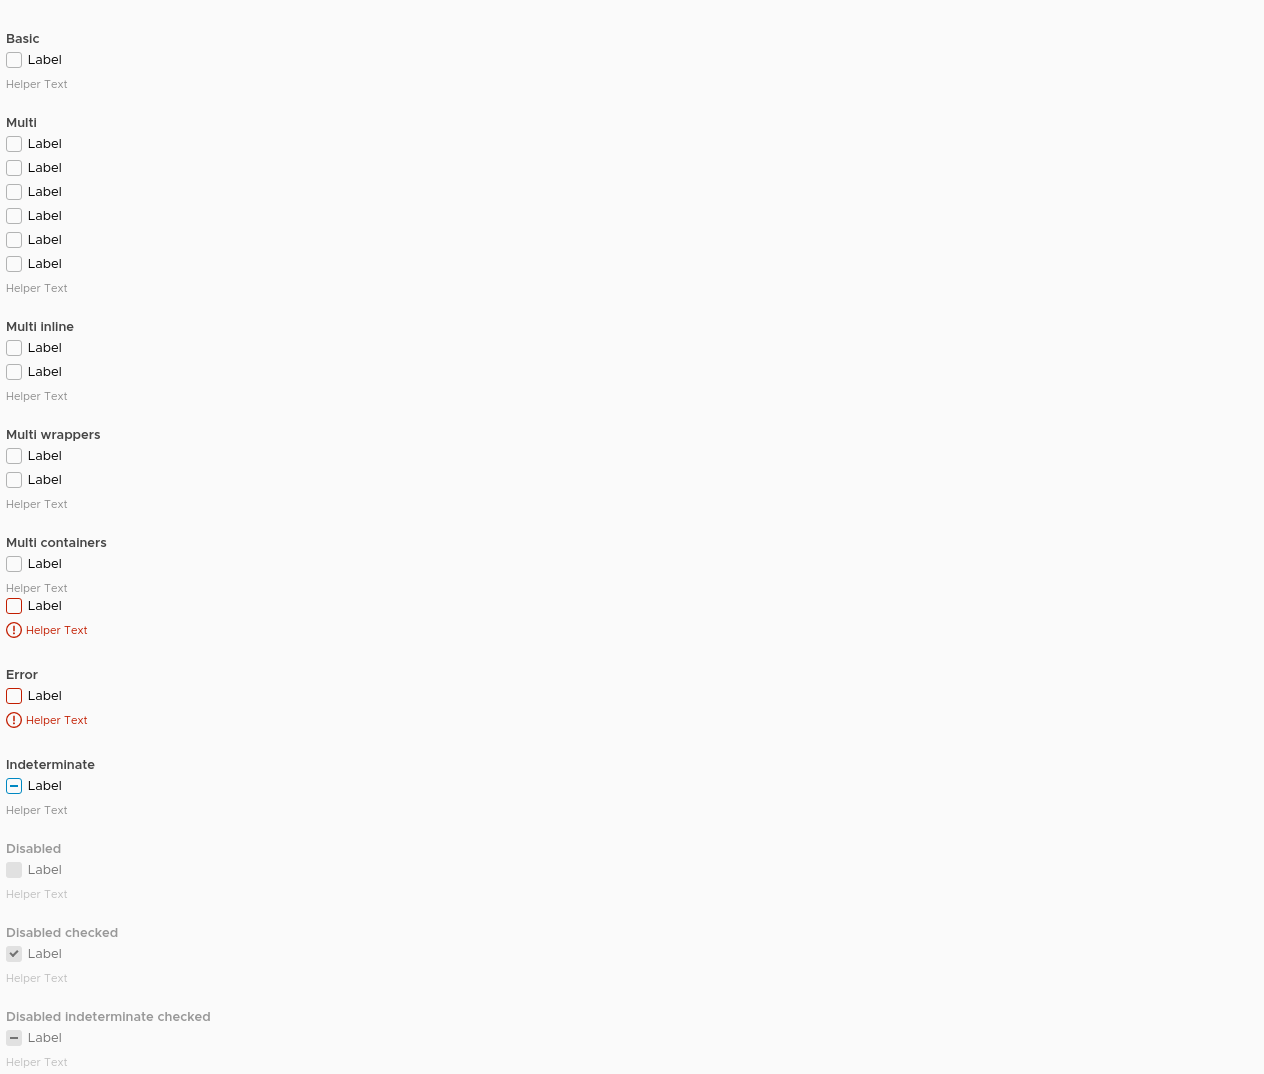 Basic
Label
Helper Text
Multi
Label
Label
Label
Label
Label
Label
Helper Text
Multi inline
Label
Label
Helper Text
Multi wrappers
Label
Label
Helper Text
Multi containers
Label
Helper Text
Label
Helper Text
Error
Label
Helper Text
Indeterminate
Label
Helper Text
Disabled
Label
Helper Text
Disabled checked
Label
Helper Text
Disabled indeterminate checked
Label
Helper Text